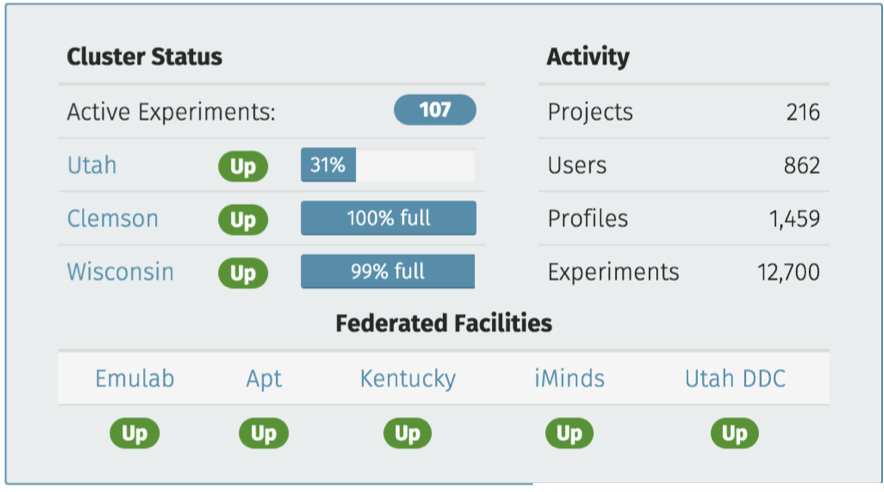 Cluster Status
Active Experiments: 107
Utah Up 31%
Clemson Up 100% full
Wisconsin Up 99% full
Activity
Projects 216
Users 862
Profiles 1,459
Experiments 12,700
Federated Facilities
Emulab Apt Kentucky iMinds Utah DDC
Up Up Up Up Up